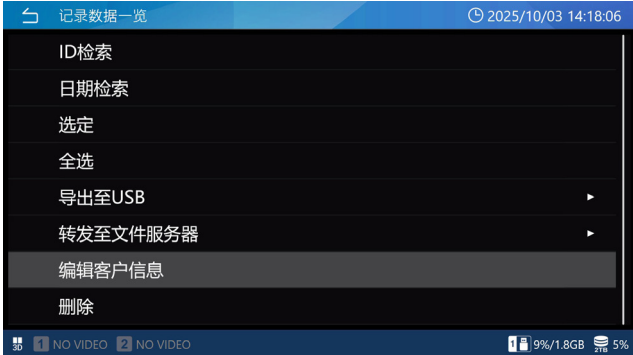 记录数据一览 2025/10/03 14:18:06
ID检索
日期检索
选定
全选
导出至USB
转发至文件服务器
编辑客户信息
删除
3D 1 NO VIDEO 2 NO VIDEO 1 9%/1.8GB 2TB 5%